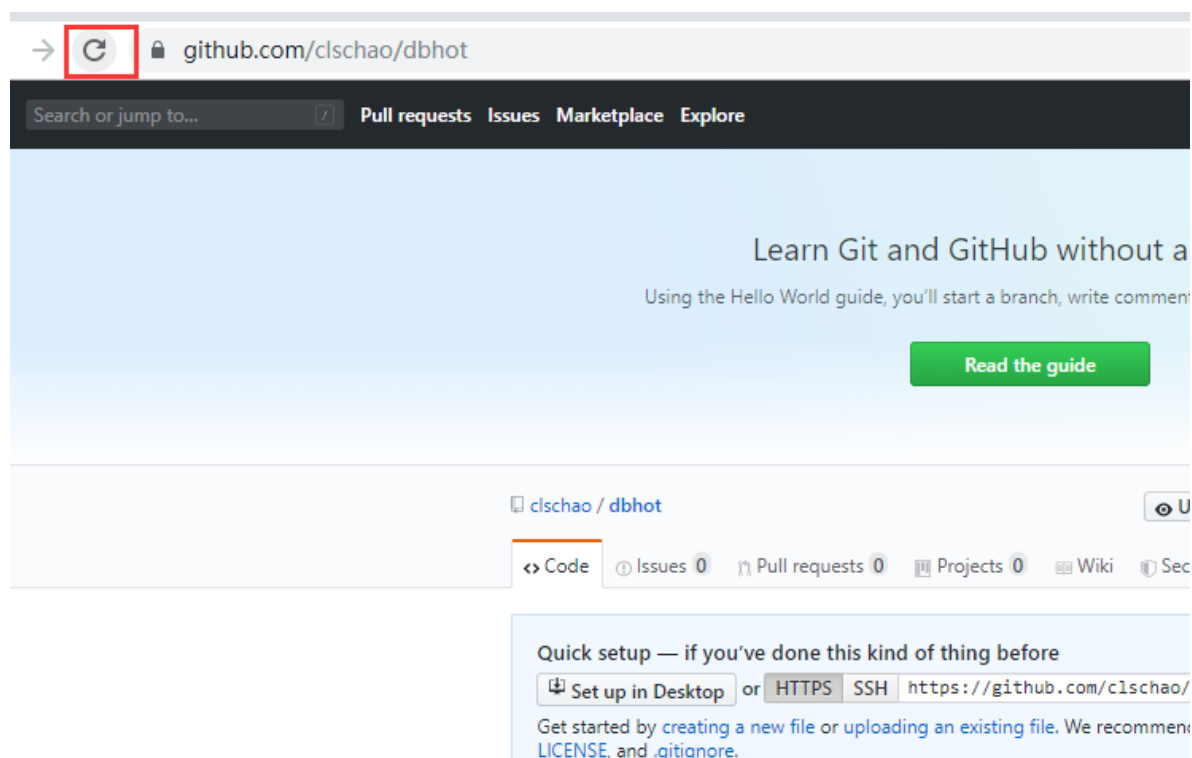 github.com/clschao/dbhot
Search or jump to... / Pull requests Issues Marketplace Explore
Learn Git and GitHub without a
Using the Hello World guide, you'll start a branch, write comment
Read the guide
clschao / dbhot
U
Code Issues 0 Pull requests 0 Projects 0 Wiki Sec
Quick setup — if you've done this kind of thing before
Set up in Desktop or HTTPS SSH https://github.com/clschao/
Get started by creating a new file or uploading an existing file. We recommend
LICENSE, and .gitignore.